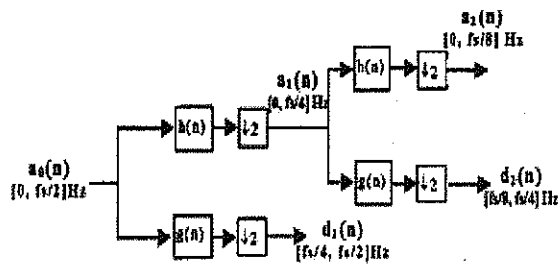 a₂(n)
[0, fs/8] Hz
a₁(n)
[0, fs/4] Hz
h(n)
↓2
h(n)
↓2
a₀(n)
[0, fs/2] Hz
g(n)
↓2
d₂(n)
[fs/8, fs/4] Hz
g(n)
↓2
d₁(n)
[fs/4, fs/2] Hz